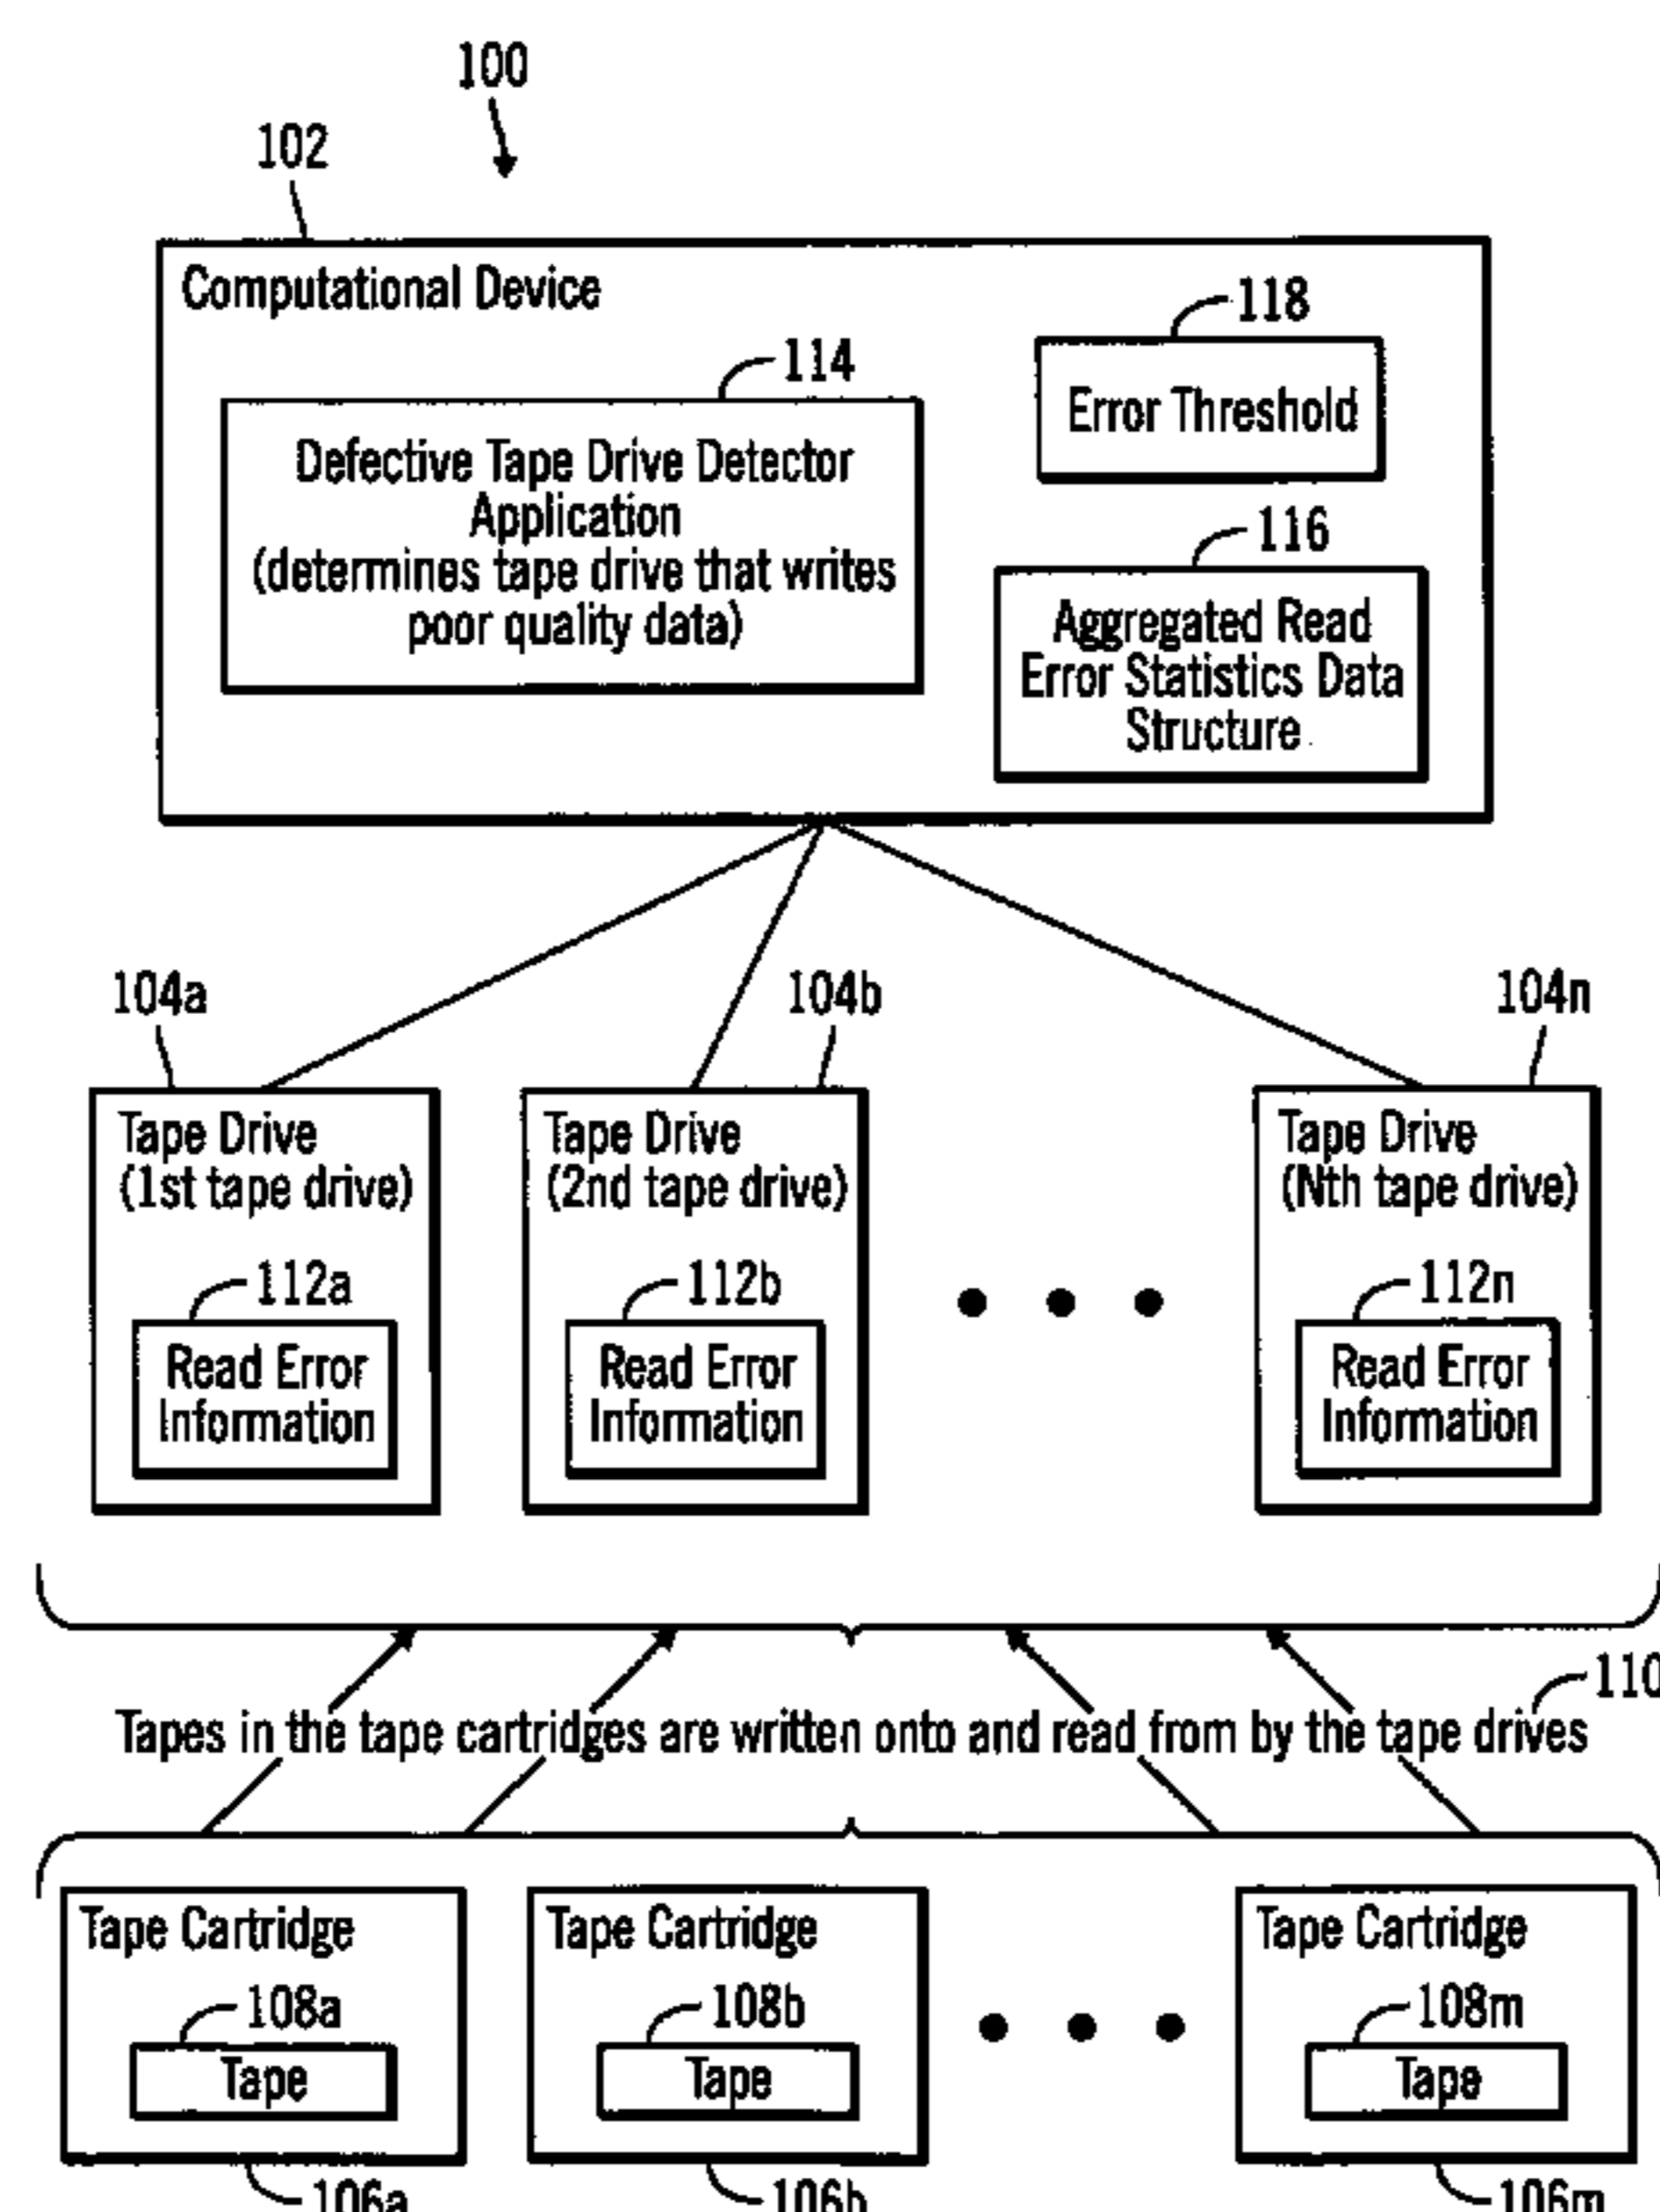 100
102
Computational Device
118
114
Error Threshold
Defective Tape Drive Detector
Application
(determines tape drive that writes
poor quality data)
116
Aggregated Read
Error Statistics Data
Structure
104a
104b
104n
Tape Drive
(1st tape drive)
Tape Drive
(2nd tape drive)
Tape Drive
(Nth tape drive)
112a
112b
112n
Read Error
Information
Read Error
Information
Read Error
Information
110
Tapes in the tape cartridges are written onto and read from by the tape drives
Tape Cartridge
Tape Cartridge
Tape Cartridge
108a
108b
108m
Tape
Tape
Tape
106a
106b
106m